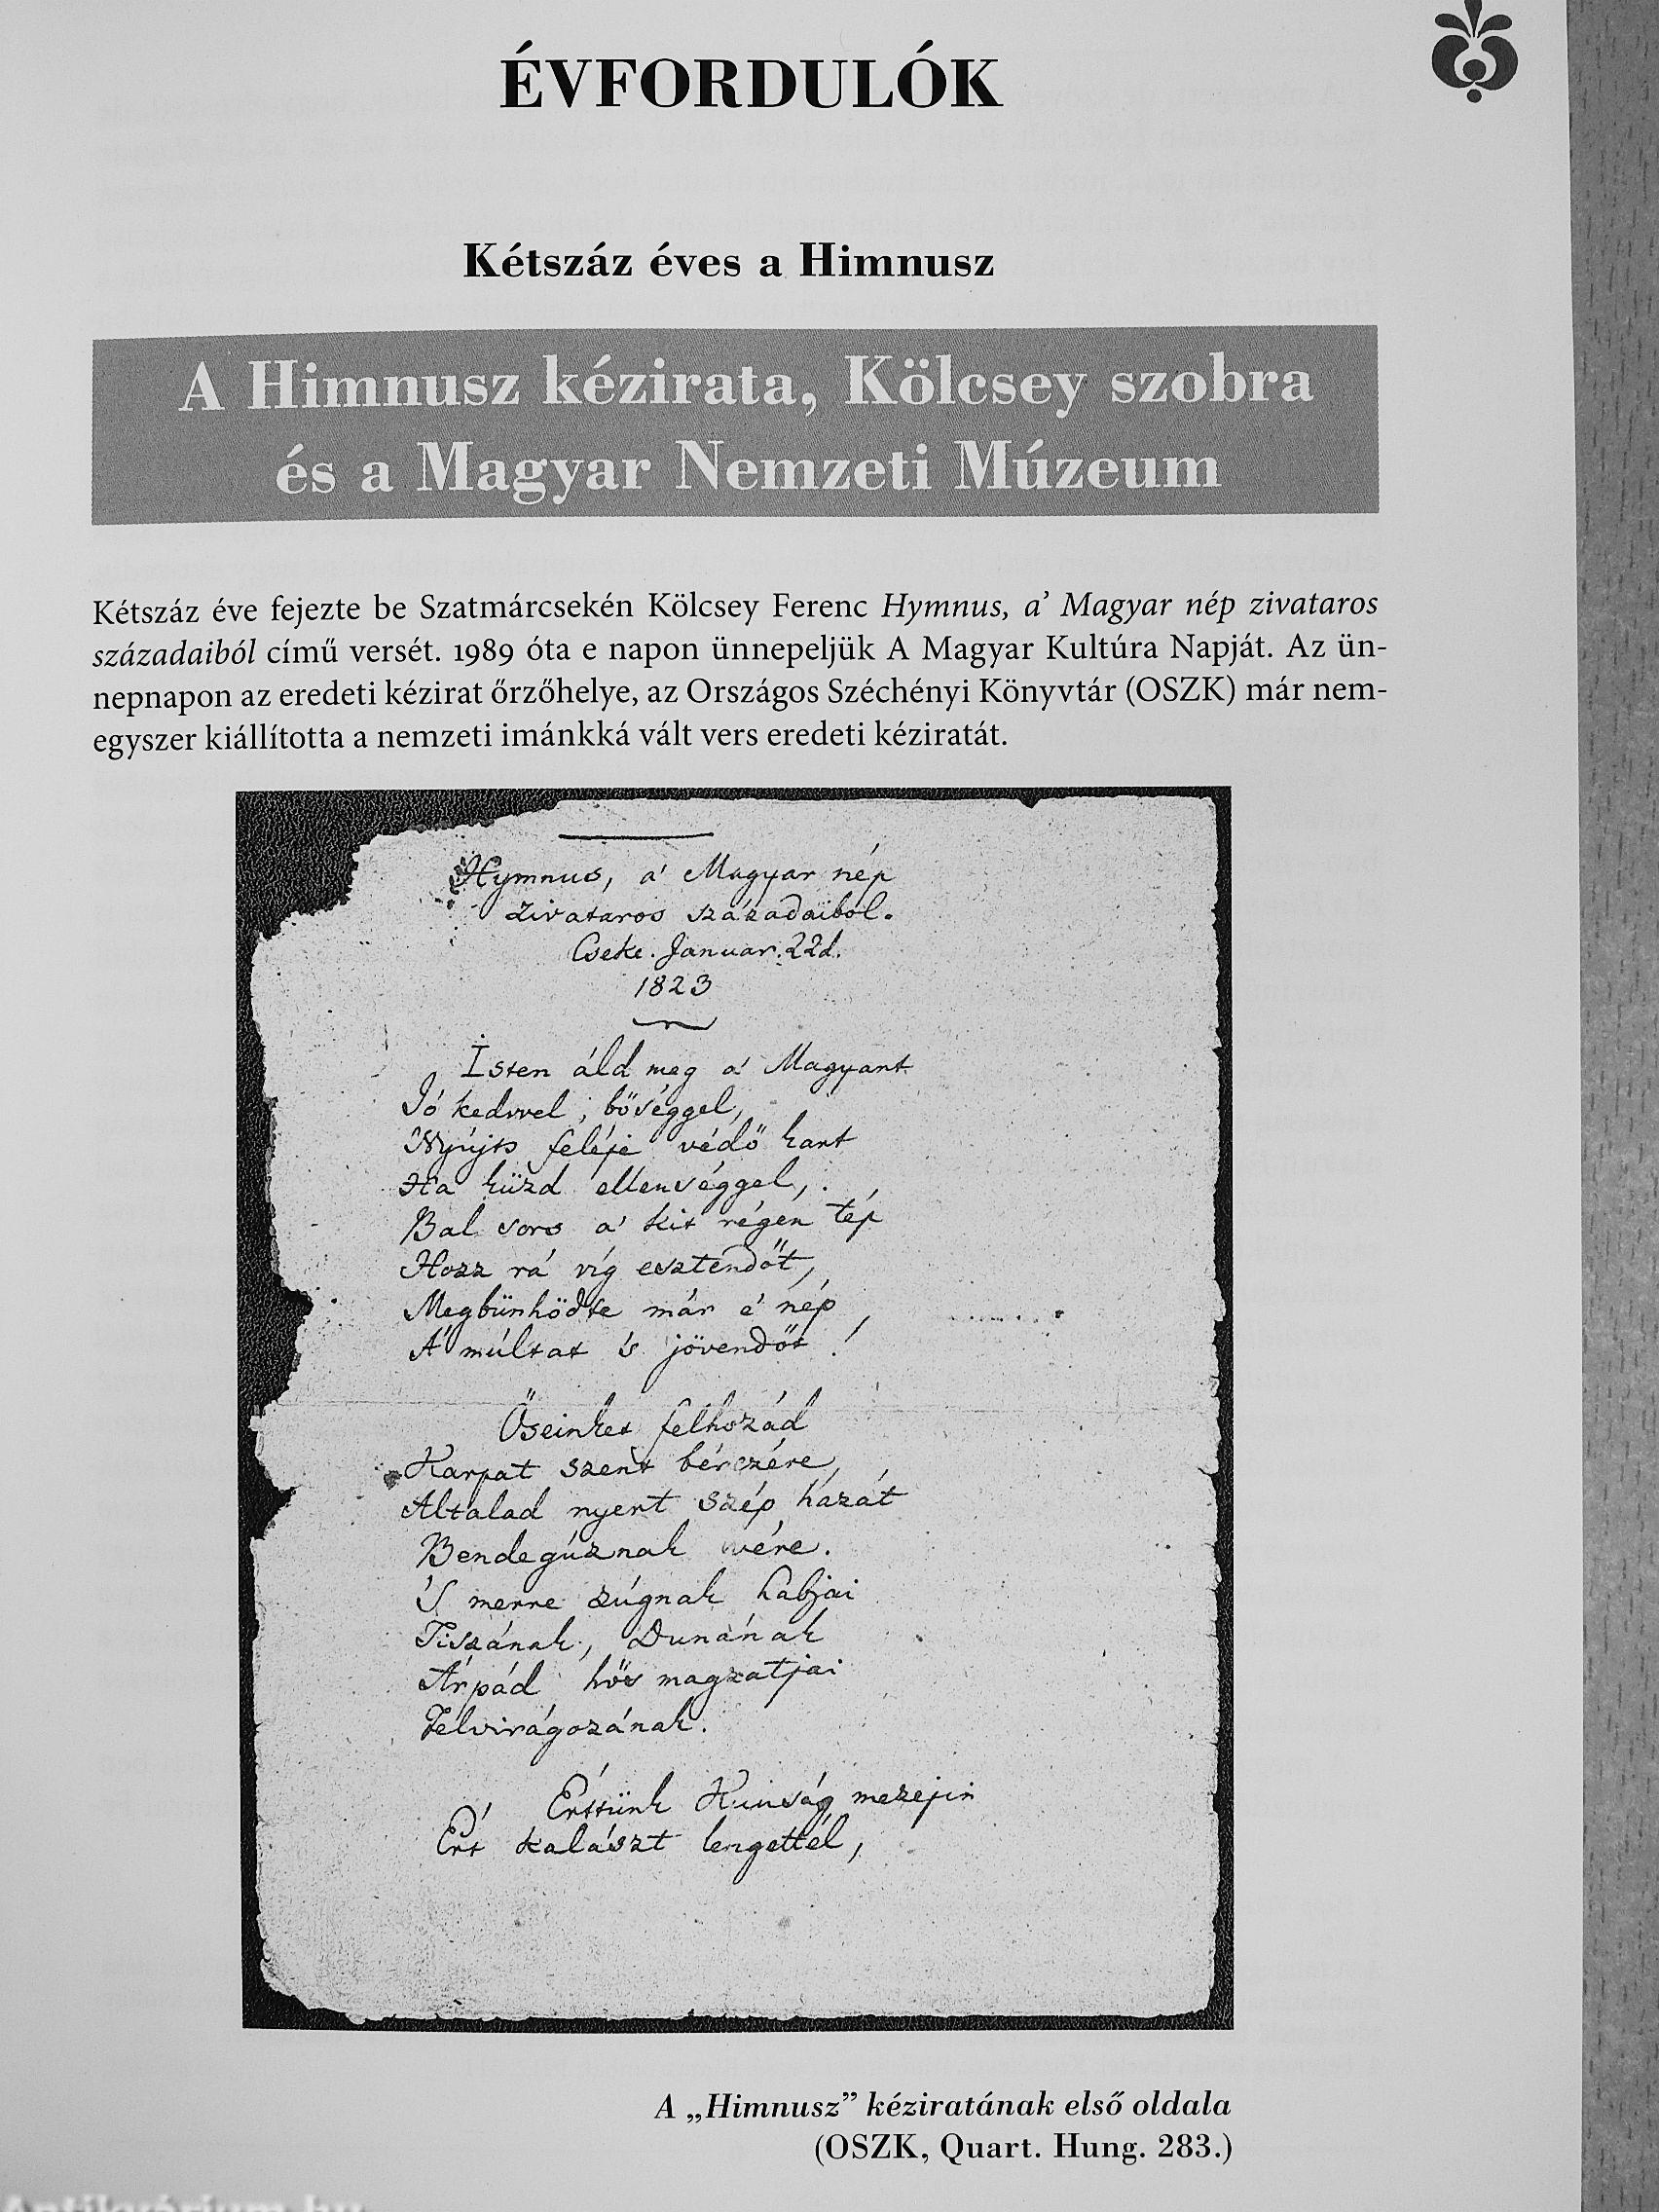 ÉVFORDULÓK
Kétszáz éves a Himnusz
A Himnusz kézirata, Kölcsey szobra
és a Magyar Nemzeti Múzeum
Kétszáz éve fejezte be Szatmárcsekén Kölcsey Ferenc Hymnus, a’ Magyar nép zivataros
századaiból című versét. 1989 óta e napon ünnepeljük A Magyar Kultúra Napját. Az ün-
nepnapon az eredeti kézirat őrzőhelye, az Országos Széchényi Könyvtár (OSZK) már nem-
egyszer kiállította a nemzeti imánkká vált vers eredeti kéziratát.
Hymnus, a' Magyar nép
zivataros századaiból.
Cseke. Januar. 22d.
1823
Isten áld meg a' Magyart
Jó kedvvel, bőséggel,
Nyújts feléje védő kart
Ha küzd ellenséggel,
Bal sors a' kit régen tép
Hozz rá víg esztendőt,
Megbünhödte már é nép
A' múltat 's jövendőt!
Őseinket felhozád
Karpat szent bérczére,
Általad nyert szép hazát
Bendegúznak vére.
'S merre zúgnak habjai
Tiszának, Dunának
Árpád hős magzatjai
Felvirágozának.
Értünk Kunság mezején
Ért kalászt lengettél,
A „Himnusz” kéziratának első oldala
(OSZK, Quart. Hung. 283.)
Antikvárium.hu